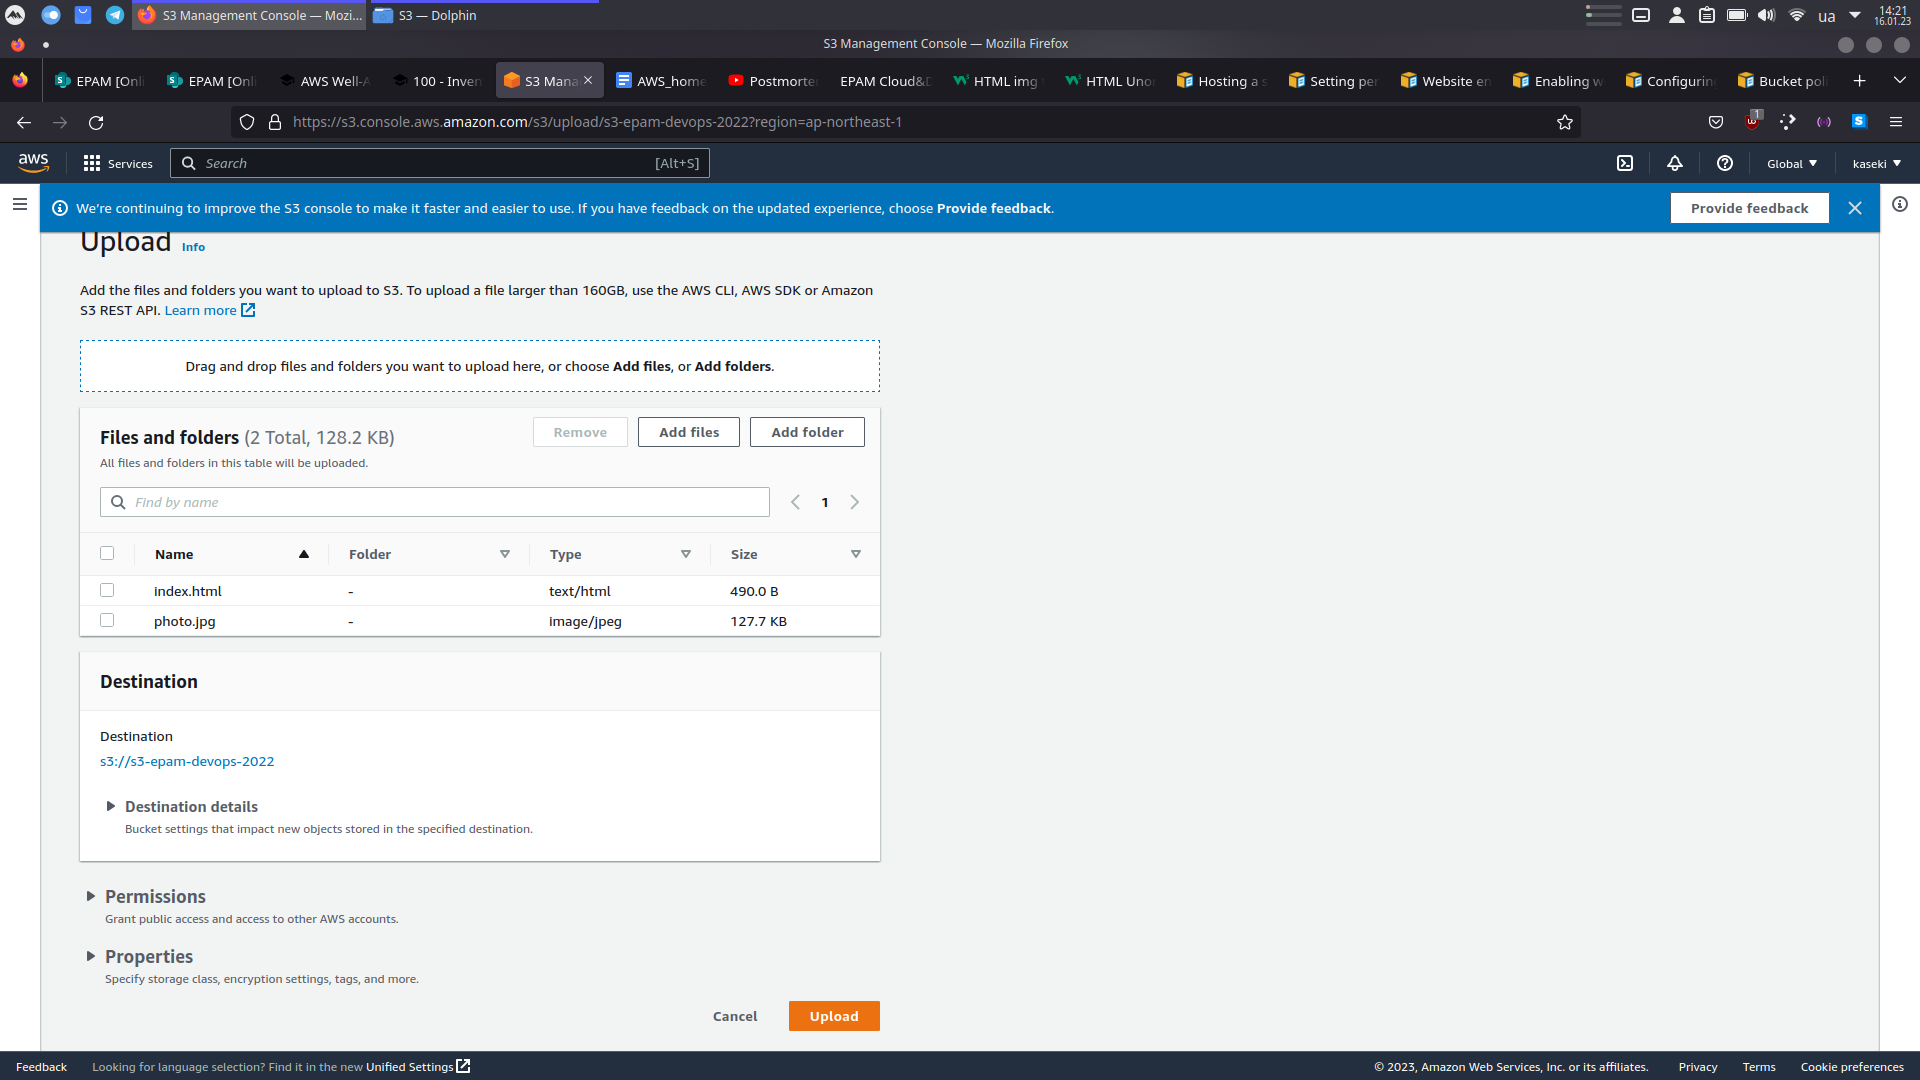 S3 Management Console — Mozi...
S3 — Dolphin
ua
14:21
16.01.23
S3 Management Console — Mozilla Firefox
EPAM [Onli
EPAM [Onli
AWS Well-A
100 - Inven
S3 Mana
AWS_home
Postmorte
EPAM Cloud&D
HTML img
HTML Unor
Hosting a s
Setting per
Website en
Enabling w
Configurin
Bucket poli
https://s3.console.aws.amazon.com/s3/upload/s3-epam-devops-2022?region=ap-northeast-1
1
aws
Services
Search
[Alt+S]
Global
kaseki
We're continuing to improve the S3 console to make it faster and easier to use. If you have feedback on the updated experience, choose Provide feedback.
Provide feedback
Upload Info
Add the files and folders you want to upload to S3. To upload a file larger than 160GB, use the AWS CLI, AWS SDK or Amazon
S3 REST API. Learn more
Drag and drop files and folders you want to upload here, or choose Add files, or Add folders.
Files and folders (2 Total, 128.2 KB)
Remove
Add files
Add folder
All files and folders in this table will be uploaded.
Find by name
1
Name Folder Type Size
index.html - text/html 490.0 B
photo.jpg - image/jpeg 127.7 KB
Destination
Destination
s3://s3-epam-devops-2022
Destination details
Bucket settings that impact new objects stored in the specified destination.
Permissions
Grant public access and access to other AWS accounts.
Properties
Specify storage class, encryption settings, tags, and more.
Cancel
Upload
Feedback
Looking for language selection? Find it in the new Unified Settings
© 2023, Amazon Web Services, Inc. or its affiliates.
Privacy
Terms
Cookie preferences